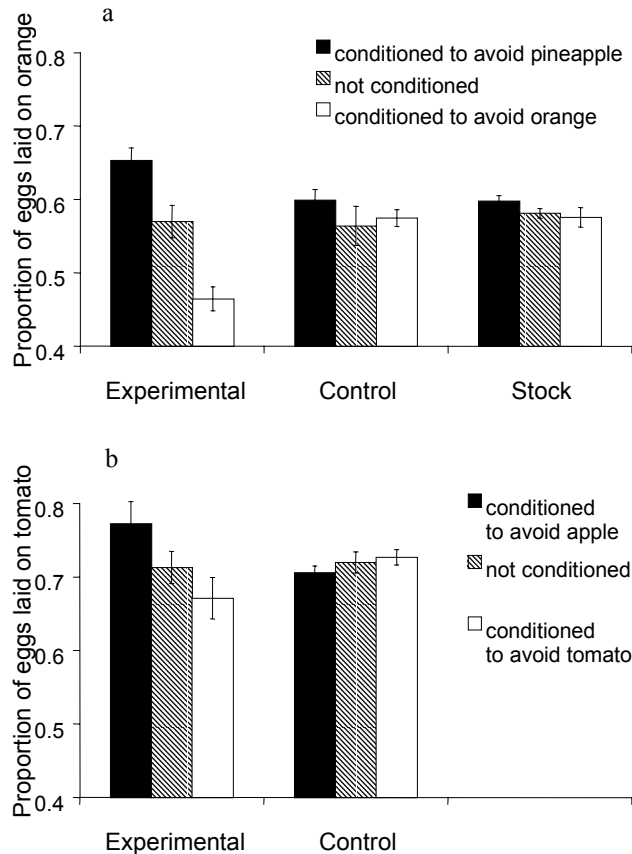 a
Proportion of eggs laid on orange
0.8
0.7
0.6
0.5
0.4
conditioned to avoid pineapple
not conditioned
conditioned to avoid orange
Experimental
Control
Stock
b
Proportion of eggs laid on tomato
0.8
0.7
0.6
0.5
0.4
conditioned
to avoid apple
not conditioned
conditioned
to avoid tomato
Experimental
Control